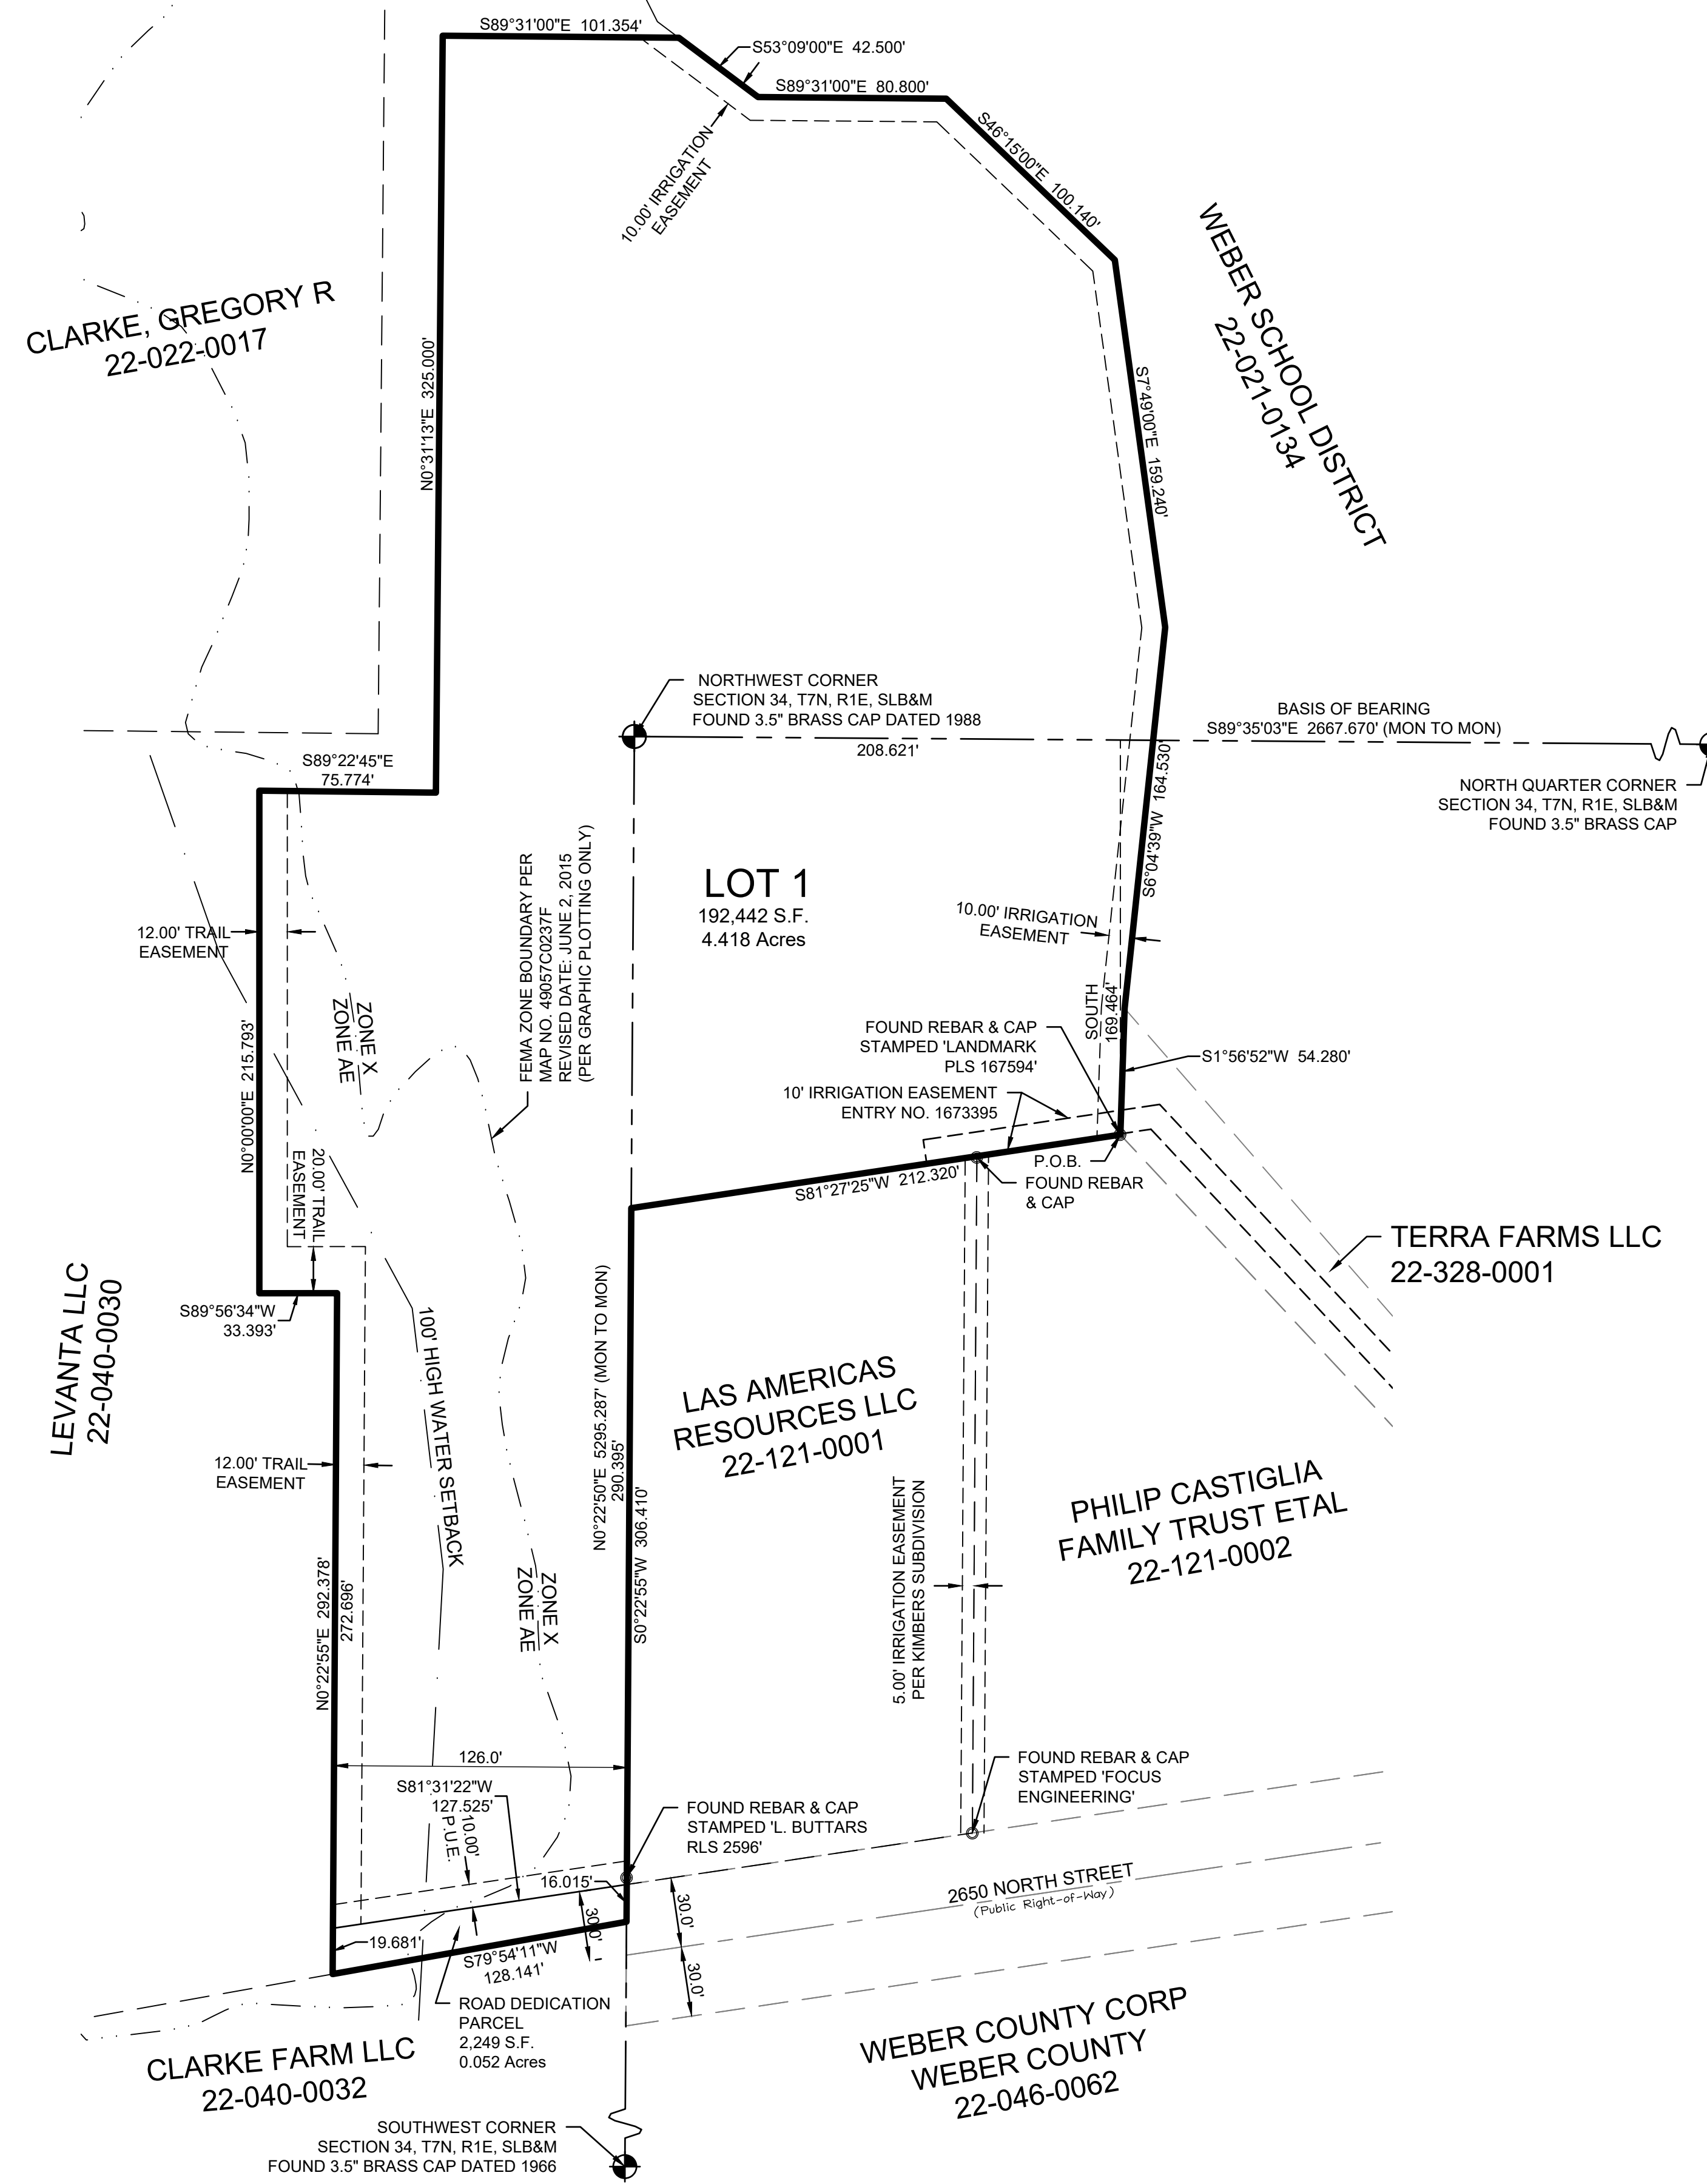 S89°31'00"E 101.354'
S53°09'00"E 42.500'
S89°31'00"E 80.800'
S46°15'00"E 100.140'
10.00' IRRIGATION
EASEMENT
WEBER SCHOOL DISTRICT
22-021-0134
CLARKE, GREGORY R
22-022-0017
N0°31'13"E 325.000'
S7°49'00"E 159.240'
NORTHWEST CORNER
SECTION 34, T7N, R1E, SLB&M
FOUND 3.5" BRASS CAP DATED 1988
208.621'
BASIS OF BEARING
S89°35'03"E 2667.670' (MON TO MON)
NORTH QUARTER CORNER
SECTION 34, T7N, R1E, SLB&M
FOUND 3.5" BRASS CAP
S89°22'45"E
75.774'
S6°04'39"W 164.530'
FEMA ZONE BOUNDARY PER
MAP NO. 49057C0237F
REVISED DATE: JUNE 2, 2015
(PER GRAPHIC PLOTTING ONLY)
LOT 1
192,442 S.F.
4.418 Acres
12.00' TRAIL
EASEMENT
10.00' IRRIGATION
EASEMENT
ZONE X
ZONE AE
SOUTH
169.464'
N0°00'00"E 215.793'
FOUND REBAR & CAP
STAMPED 'LANDMARK
PLS 167594'
S1°56'52"W 54.280'
10' IRRIGATION EASEMENT
ENTRY NO. 1673395
20.00' TRAIL
EASEMENT
P.O.B.
S81°27'25"W 212.320'
FOUND REBAR
& CAP
TERRA FARMS LLC
22-328-0001
LEVANTA LLC
22-040-0030
S89°56'34"W
33.393'
100' HIGH WATER SETBACK
N0°22'50"E 5295.287' (MON TO MON)
290.395'
S0°22'55"W 306.410'
LAS AMERICAS
RESOURCES LLC
22-121-0001
12.00' TRAIL
EASEMENT
PHILIP CASTIGLIA
FAMILY TRUST ETAL
22-121-0002
5.00' IRRIGATION EASEMENT
PER KIMBERS SUBDIVISION
N0°22'55"E 292.378'
272.696'
ZONE X
ZONE AE
126.0'
S81°31'22"W
127.525'
10.00'
P.U.E.
FOUND REBAR & CAP
STAMPED 'FOCUS
ENGINEERING'
FOUND REBAR & CAP
STAMPED 'L. BUTTARS
RLS 2596'
16.015'
30.0'
30.0'
30.0'
2650 NORTH STREET
(Public Right-of-Way)
19.681'
S79°54'11"W
128.141'
ROAD DEDICATION
PARCEL
2,249 S.F.
0.052 Acres
CLARKE FARM LLC
22-040-0032
WEBER COUNTY CORP
WEBER COUNTY
22-046-0062
SOUTHWEST CORNER
SECTION 34, T7N, R1E, SLB&M
FOUND 3.5" BRASS CAP DATED 1966